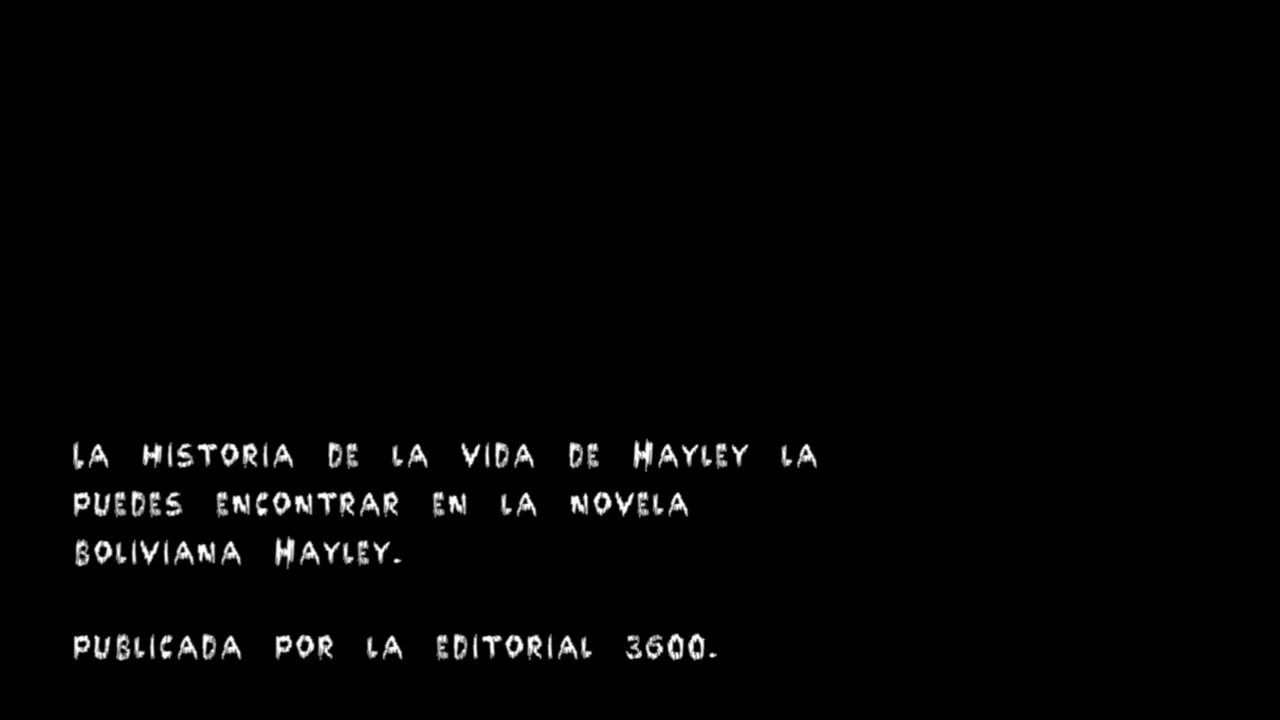 La historia de la vida de Hayley la
puedes encontrar en la novela
boliviana Hayley.
publicada por la editorial 3600.